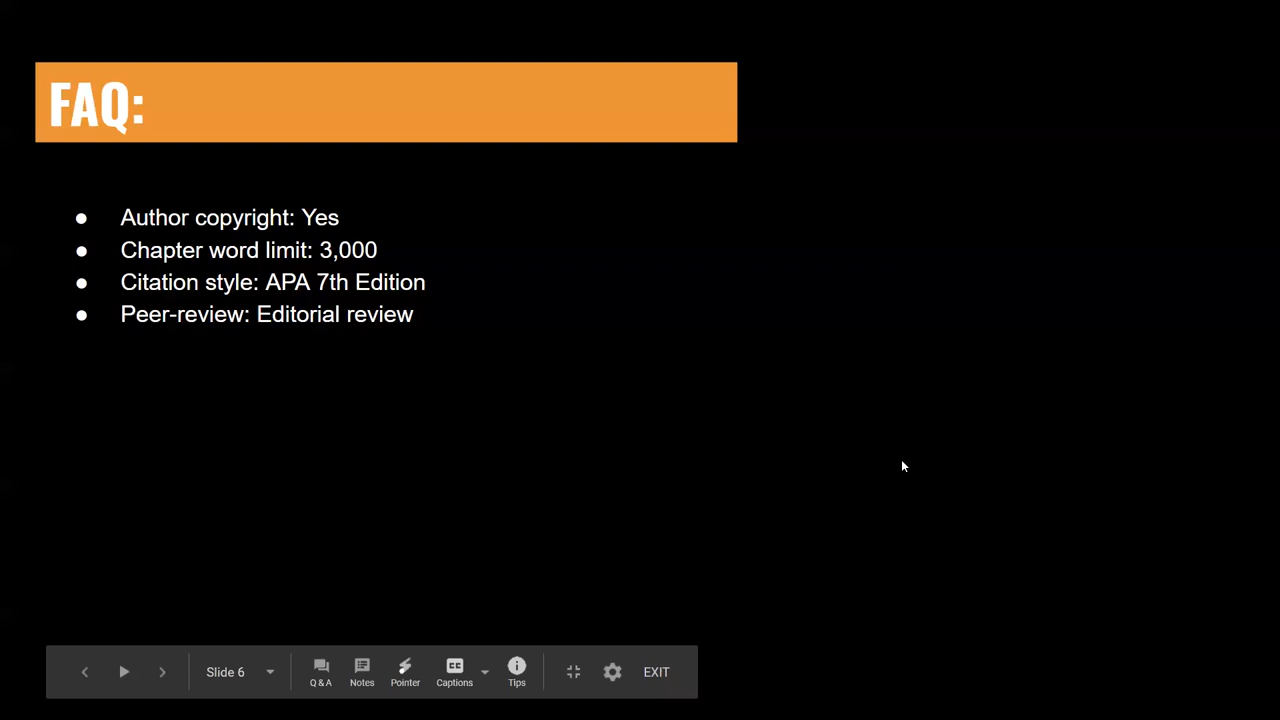 FAQ:
● Author copyright: Yes
● Chapter word limit: 3,000
● Citation style: APA 7th Edition
● Peer-review: Editorial review
Slide 6 Q & A Notes Pointer Captions Tips EXIT